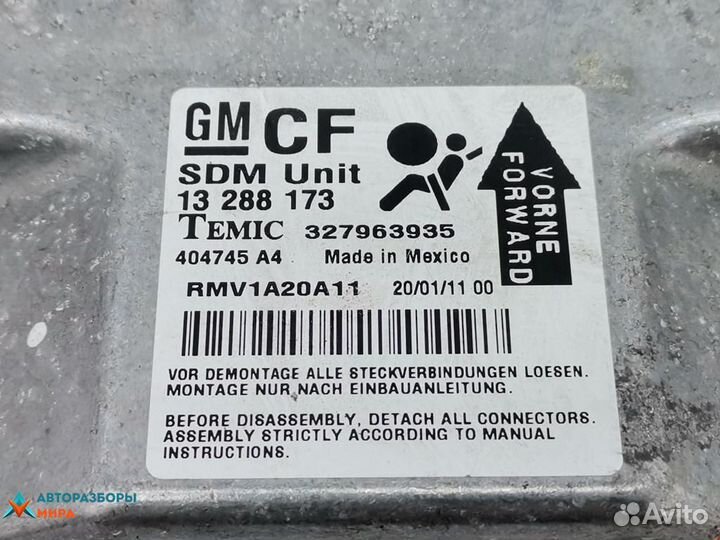 GM CF
SDM Unit
13 288 173
TEMIC 327963935
404745 A4 Made in Mexico
RMV1A20A11 20/01/11 00
VORNE
FORWARD
VOR DEMONTAGE ALLE STECKVERBINDUNGEN LOESEN.
MONTAGE NUR NACH EINBAUANLEITUNG.
BEFORE DISASSEMBLY, DETACH ALL CONNECTORS.
ASSEMBLY STRICTLY ACCORDING TO MANUAL
INSTRUCTIONS.
АВТОРАЗБОРЫ
МИРА
Avito